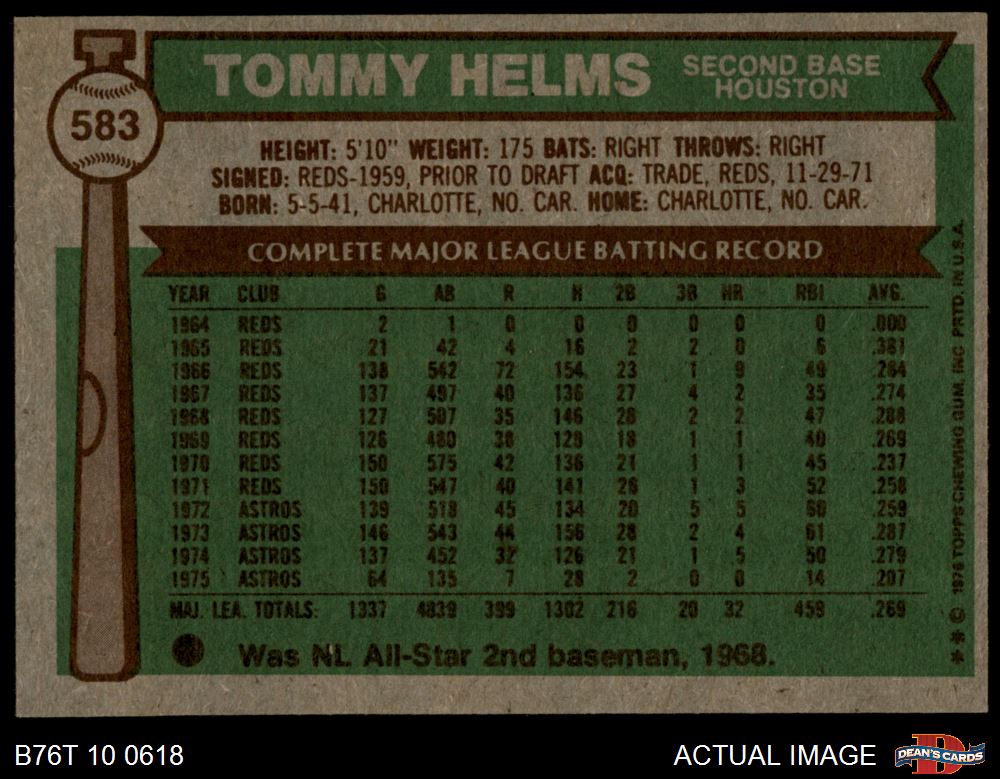 583
TOMMY HELMS
SECOND BASE
HOUSTON
HEIGHT: 5'10" WEIGHT: 175 BATS: RIGHT THROWS: RIGHT
SIGNED: REDS-1959, PRIOR TO DRAFT ACQ: TRADE, REDS, 11-29-71
BORN: 5-5-41, CHARLOTTE, NO. CAR. HOME: CHARLOTTE, NO. CAR.
COMPLETE MAJOR LEAGUE BATTING RECORD
YEAR CLUB G AB R H 2B 3B HR RBI AVG.
1964 REDS 2 1 0 0 0 0 0 0 .000
1965 REDS 21 42 4 16 2 2 0 6 .381
1966 REDS 138 542 72 154 23 1 9 49 .284
1967 REDS 137 497 40 136 27 4 2 35 .274
1968 REDS 127 507 35 146 28 2 2 47 .288
1969 REDS 126 480 38 129 18 1 1 40 .269
1970 REDS 150 575 42 136 21 1 1 45 .237
1971 REDS 150 547 40 141 26 1 3 52 .258
1972 ASTROS 139 518 45 134 20 5 5 60 .259
1973 ASTROS 146 543 44 156 28 2 4 61 .287
1974 ASTROS 137 452 32 126 21 1 5 50 .279
1975 ASTROS 64 135 7 28 2 0 0 14 .207
MAJ. LEA. TOTALS. 1337 4839 399 1302 216 20 32 459 .269
Was NL All-Star 2nd baseman, 1968.
** © 1976 TOPPS CHEWING GUM, INC. PRTD. IN U.S.A.
B76T 10 0618
ACTUAL IMAGE
DEAN'S CARDS